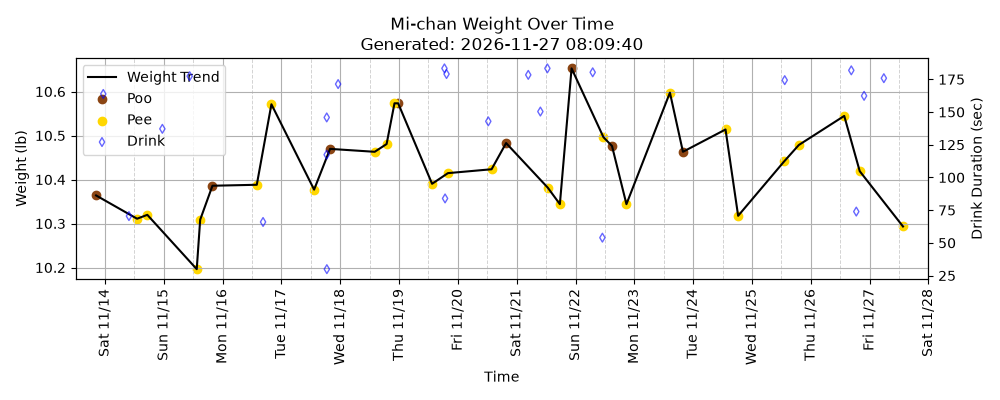 Mi-chan Weight Over Time
Generated: 2026-11-27 08:09:40
Weight Trend
Poo
Pee
Drink
Weight (lb)
10.6
10.5
10.4
10.3
10.2
Drink Duration (sec)
175
150
125
100
75
50
25
Sat 11/14
Sun 11/15
Mon 11/16
Tue 11/17
Wed 11/18
Thu 11/19
Fri 11/20
Sat 11/21
Sun 11/22
Mon 11/23
Tue 11/24
Wed 11/25
Thu 11/26
Fri 11/27
Sat 11/28
Time